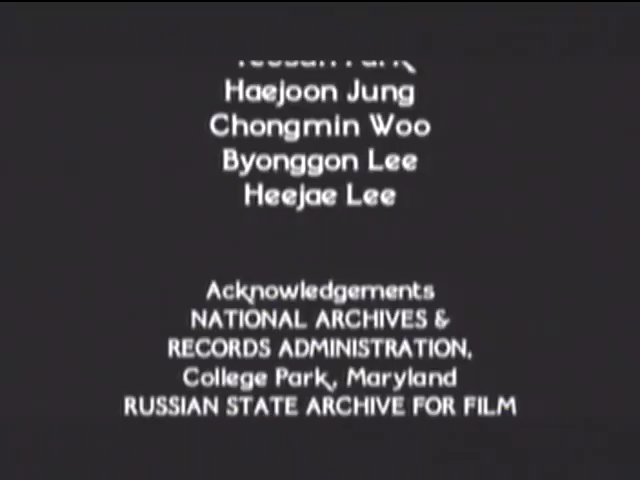 Haejoon Jung
Chongmin Woo
Byonggon Lee
Heejae Lee
Acknowledgements
NATIONAL ARCHIVES &
RECORDS ADMINISTRATION,
College Park, Maryland
RUSSIAN STATE ARCHIVE FOR FILM